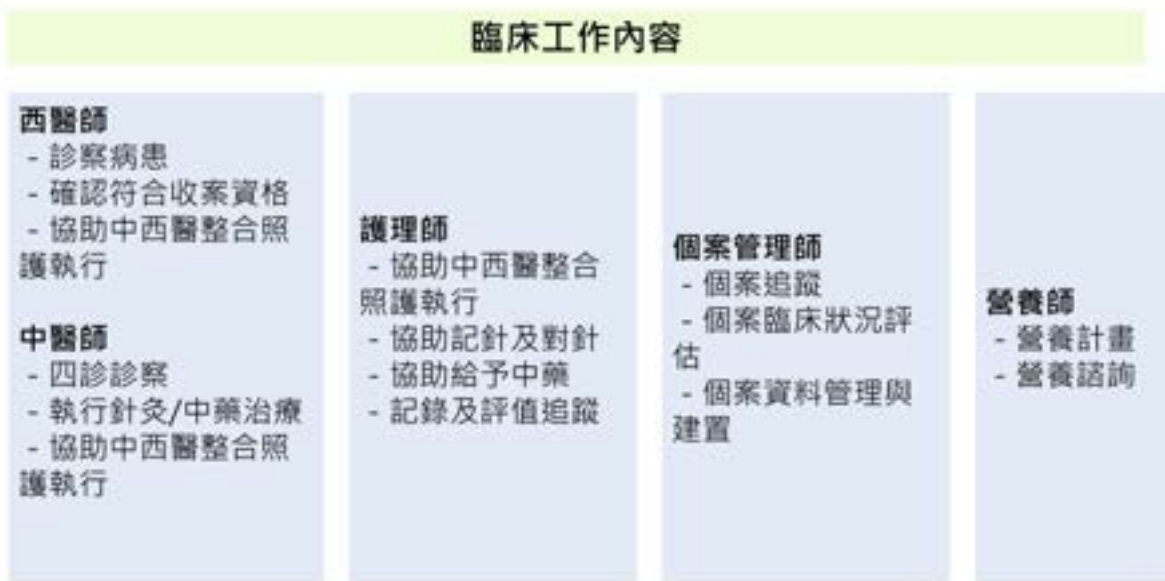 臨床工作內容
西醫師
- 診察病患
- 確認符合收案資格
- 協助中西醫整合照
護執行
中醫師
- 四診診察
- 執行針灸/中藥治療
- 協助中西醫整合照
護執行
護理師
- 協助中西醫整合
照護執行
- 協助記針及對針
- 協助給予中藥
- 記錄及評值追蹤
個案管理師
- 個案追蹤
- 個案臨床狀況評
估
- 個案資料管理與
建置
營養師
- 營養計畫
- 營養諮詢